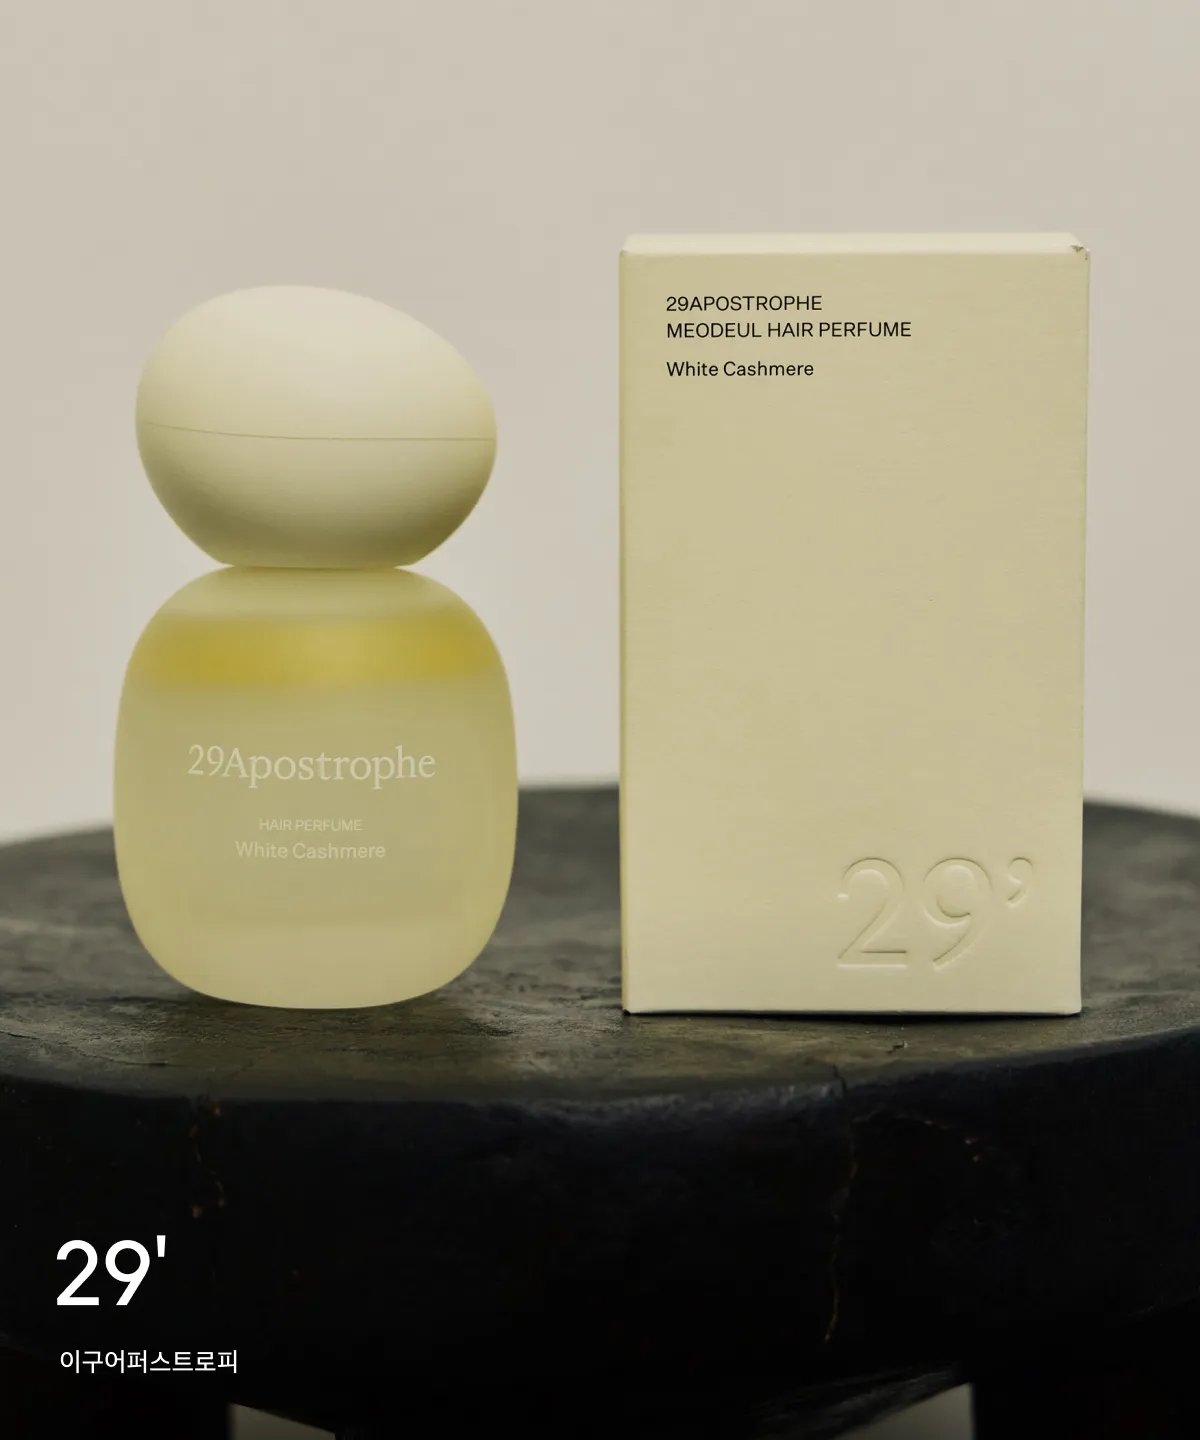 29APOSTROPHE
MEODEUL HAIR PERFUME
White Cashmere
29Apostrophe
HAIR PERFUME
White Cashmere
29’
29'
이구어퍼스트로피